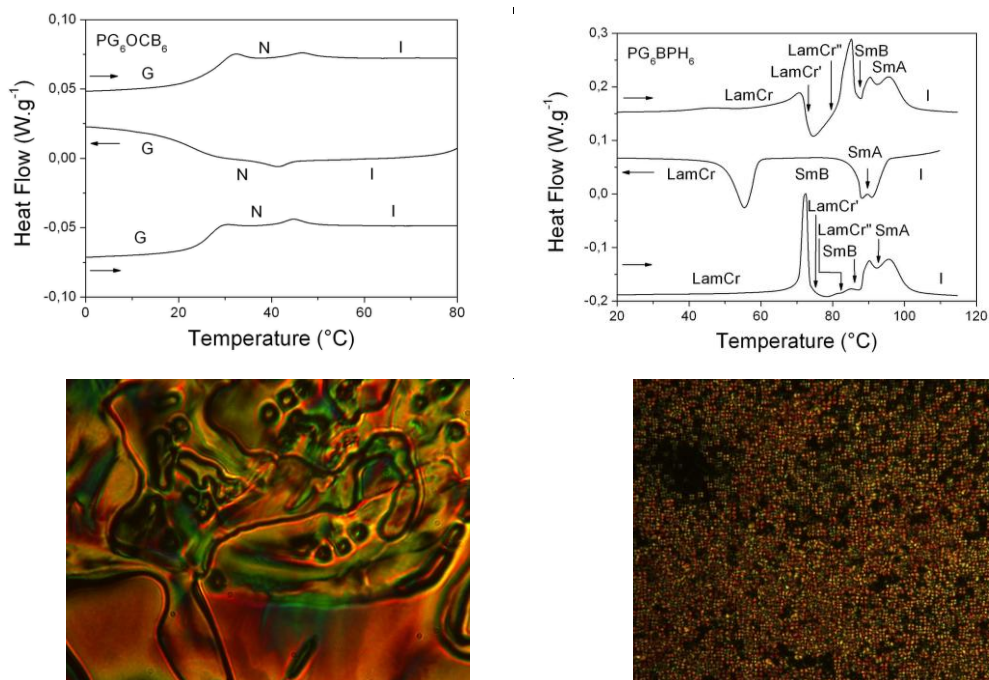 0,10
0,05
0,00
-0,05
-0,10
Heat Flow (W.g⁻¹)
PG₆OCB₆
G
N
I
G
N
I
G
N
I
0 20 40 60 80
Temperature (°C)
0,3
0,2
0,1
0,0
-0,1
-0,2
Heat Flow (W.g⁻¹)
PG₆BPH₆
LamCr
LamCr'
LamCr"
SmB
SmA
I
LamCr
SmB
SmA
I
LamCr
LamCr'
LamCr"
SmB
SmA
I
20 40 60 80 100 120
Temperature (°C)